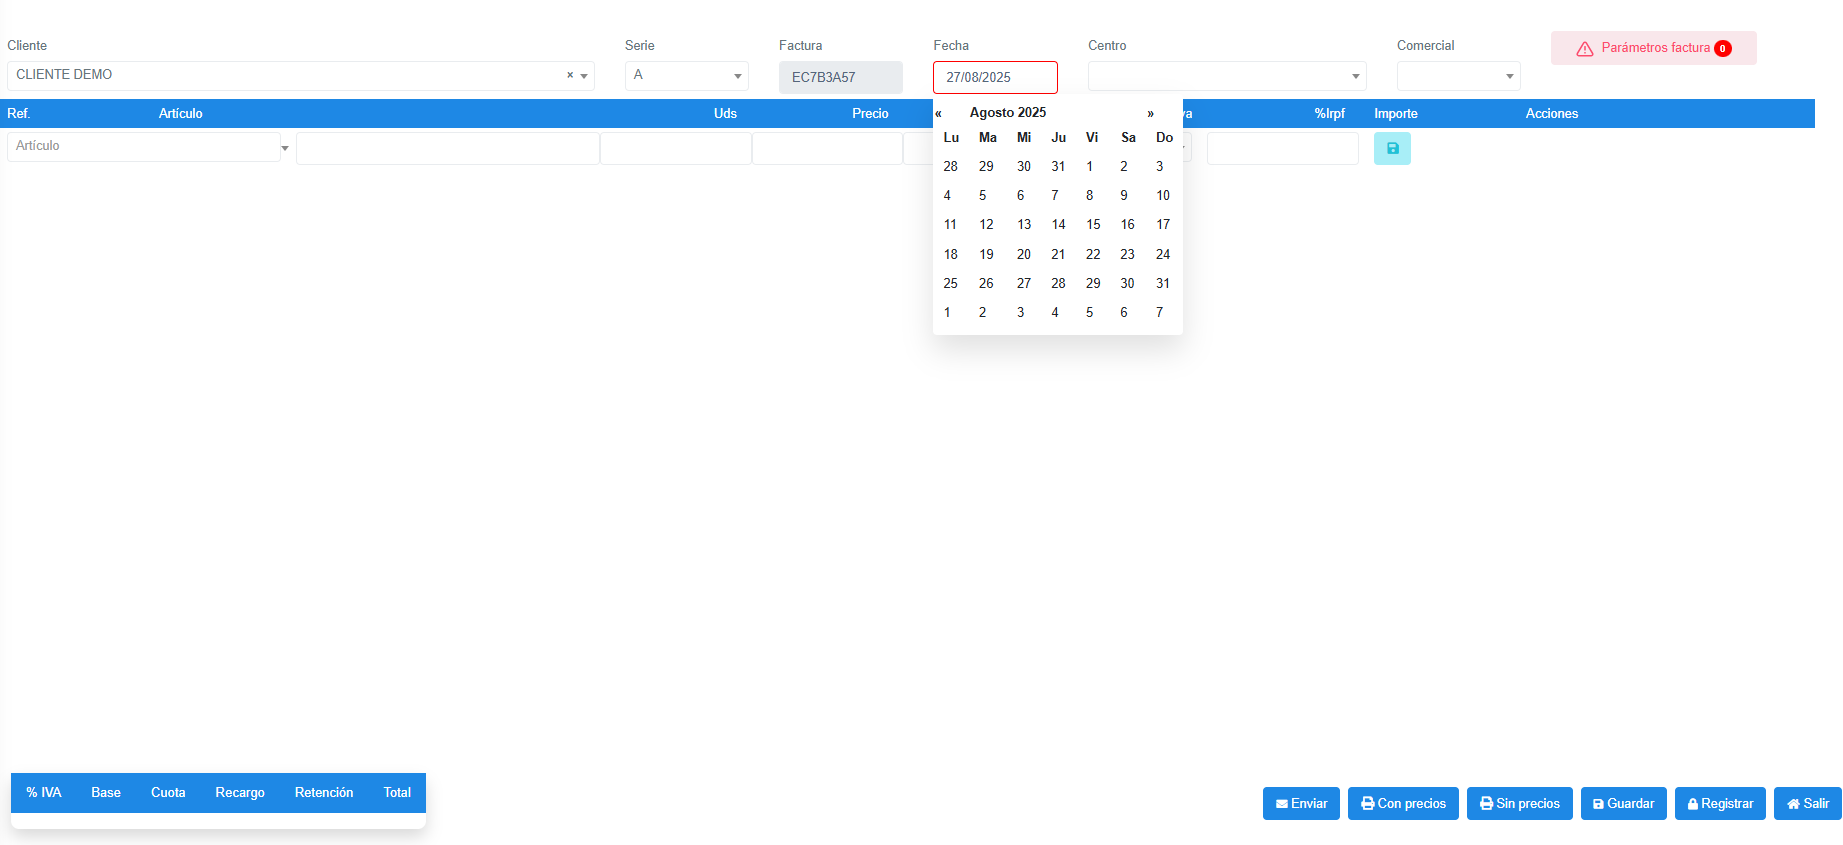 Cliente Serie Factura Fecha Centro Comercial
Parámetros factura 0
CLIENTE DEMO × A EC7B3A57 27/08/2025
Ref. Artículo Uds Precio %Irpf Importe Acciones
Artículo
« Agosto 2025 »
Lu Ma Mi Ju Vi Sa Do
28 29 30 31 1 2 3
4 5 6 7 8 9 10
11 12 13 14 15 16 17
18 19 20 21 22 23 24
25 26 27 28 29 30 31
1 2 3 4 5 6 7
% IVA Base Cuota Recargo Retención Total
Enviar Con precios Sin precios Guardar Registrar Salir